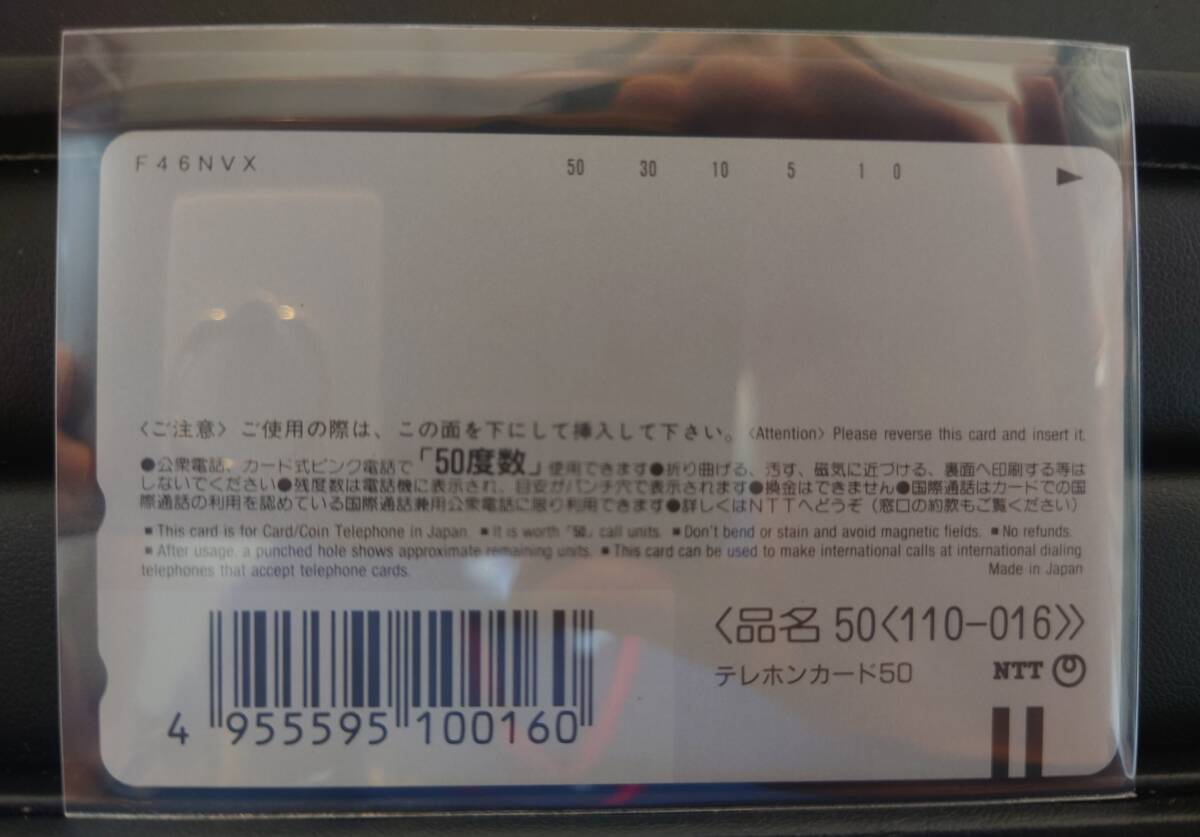 F46NVX
50 30 10 5 1 0
〈ご注意〉ご使用の際は、この面を下にして挿入して下さい。〈Attention〉Please reverse this card and insert it.
●公衆電話、カード式ピンク電話で「50度数」使用できます●折り曲げる、汚す、磁気に近づける、裏面へ印刷する等は
しないでください●残度数は電話機に表示され、目安がパンチ穴で表示されます●換金はできません●国際通話はカードでの国
際通話の利用を認めている国際通話兼用公衆電話に限り利用できます●詳しくはNTTへどうぞ（窓口の約款もご覧ください）
■This card is for Card/Coin Telephone in Japan. ■It is worth「50」call units. ■Don't bend or stain and avoid magnetic fields. ■No refunds.
■After usage, a punched hole shows approximate remaining units. ■This card can be used to make international calls at international dialing
telephones that accept telephone cards. Made in Japan
〈品名 50〈110-016〉〉
テレホンカード50 NTT
4 955595 100160